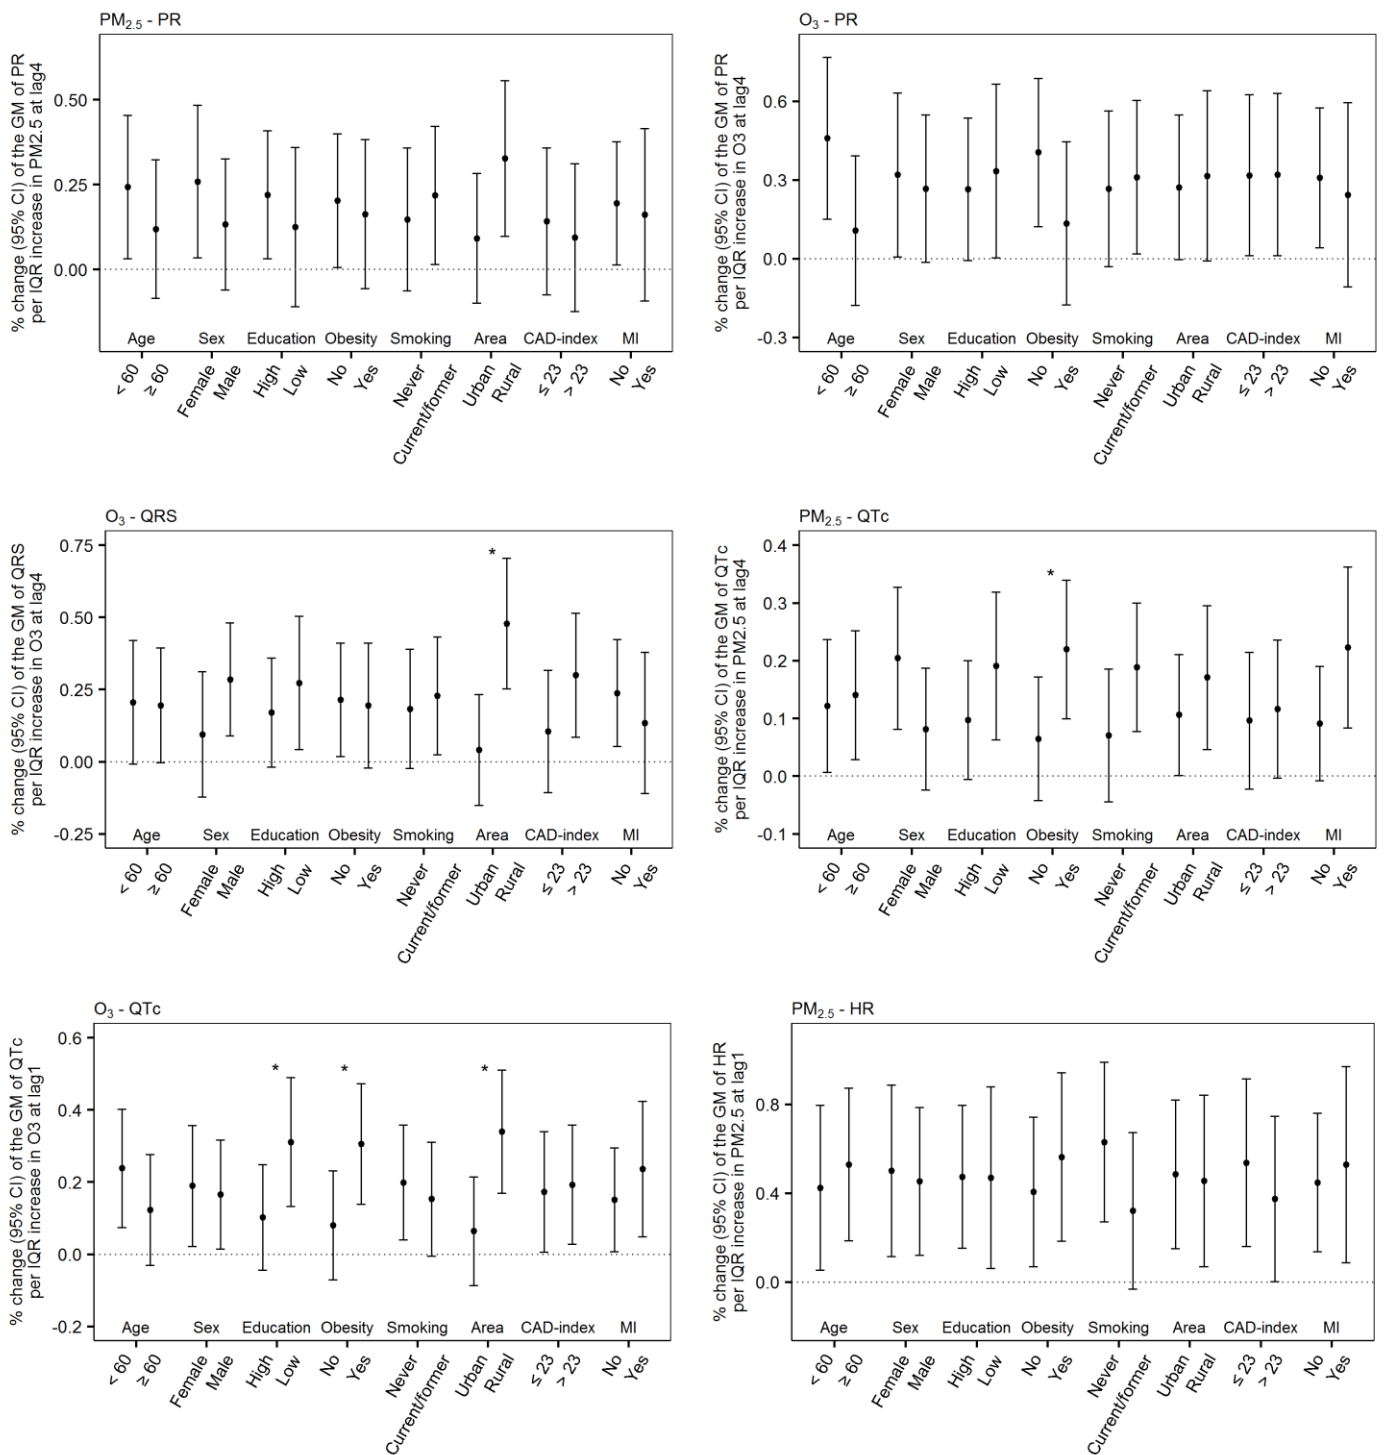 PM2.5 - PR
% change (95% CI) of the GM of PR
per IQR increase in PM2.5 at lag4
0.50
0.25
0.00
Age Sex Education Obesity Smoking Area CAD-index MI
< 60 ≥ 60 Female Male High Low No Yes Never Current/former Urban Rural ≤ 23 > 23 No Yes
O3 - PR
% change (95% CI) of the GM of PR
per IQR increase in O3 at lag4
0.6
0.3
0.0
-0.3
Age Sex Education Obesity Smoking Area CAD-index MI
< 60 ≥ 60 Female Male High Low No Yes Never Current/former Urban Rural ≤ 23 > 23 No Yes
O3 - QRS
% change (95% CI) of the GM of QRS
per IQR increase in O3 at lag4
0.75
0.50
0.25
0.00
-0.25
*
Age Sex Education Obesity Smoking Area CAD-index MI
< 60 ≥ 60 Female Male High Low No Yes Never Current/former Urban Rural ≤ 23 > 23 No Yes
PM2.5 - QTc
% change (95% CI) of the GM of QTc
per IQR increase in PM2.5 at lag4
0.4
0.3
0.2
0.1
0.0
-0.1
*
Age Sex Education Obesity Smoking Area CAD-index MI
< 60 ≥ 60 Female Male High Low No Yes Never Current/former Urban Rural ≤ 23 > 23 No Yes
O3 - QTc
% change (95% CI) of the GM of QTc
per IQR increase in O3 at lag1
0.6
0.4
0.2
0.0
-0.2
* * *
Age Sex Education Obesity Smoking Area CAD-index MI
< 60 ≥ 60 Female Male High Low No Yes Never Current/former Urban Rural ≤ 23 > 23 No Yes
PM2.5 - HR
% change (95% CI) of the GM of HR
per IQR increase in PM2.5 at lag1
0.8
0.4
0.0
Age Sex Education Obesity Smoking Area CAD-index MI
< 60 ≥ 60 Female Male High Low No Yes Never Current/former Urban Rural ≤ 23 > 23 No Yes